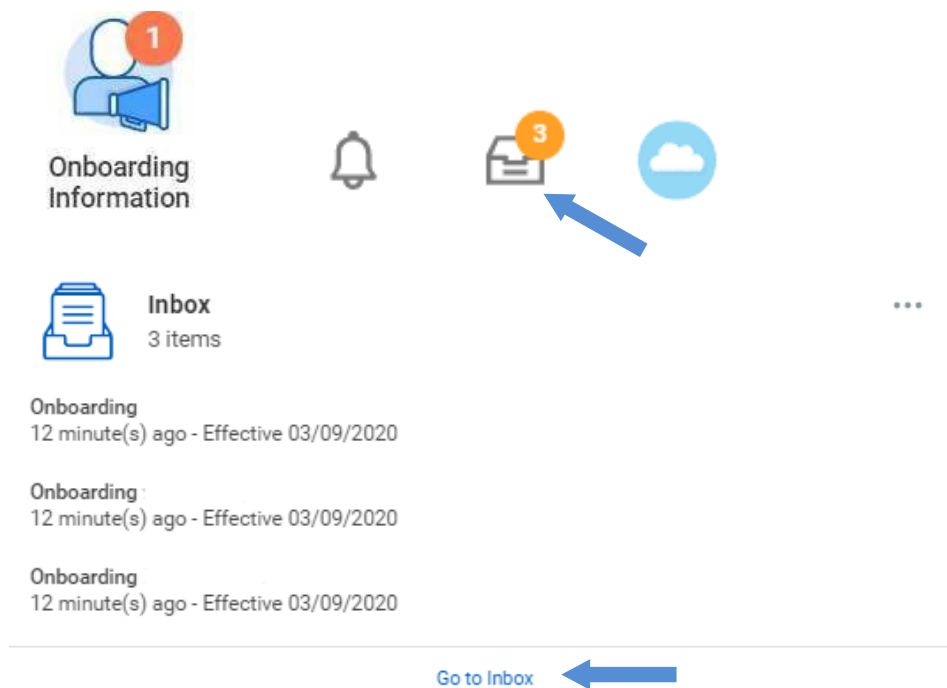 1
Onboarding
Information
3
Inbox
3 items
Onboarding
12 minute(s) ago - Effective 03/09/2020
Onboarding
12 minute(s) ago - Effective 03/09/2020
Onboarding
12 minute(s) ago - Effective 03/09/2020
Go to Inbox